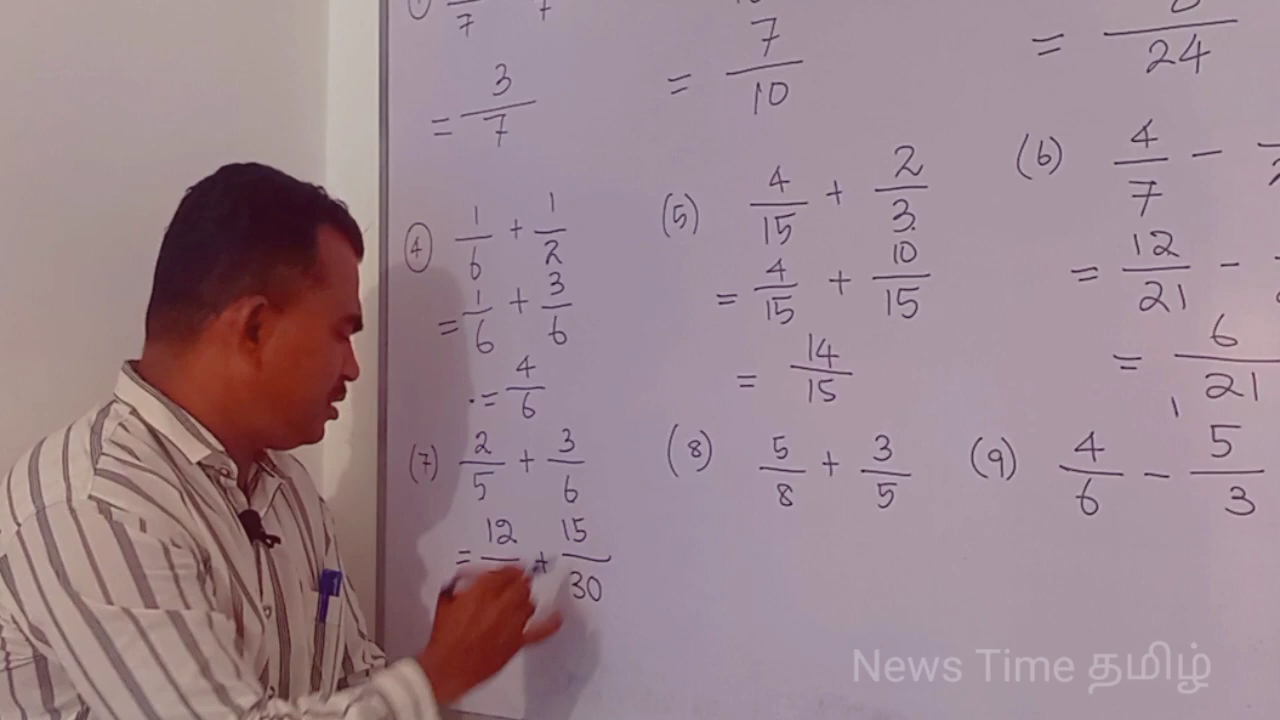 7
= 3/7
7/10
= 
24
=
④ 1/6 + 1/2
= 1/6 + 3/6
.= 4/6
(5) 4/15 + 2/3.
= 4/15 + 10/15
= 14/15
(6) 4/7 -
= 12/21 -
= 6/21
(7) 2/5 + 3/6
= 12 + 15/30
(8) 5/8 + 3/5
(9) 4/6 - 5/3
News Time தமிழ்